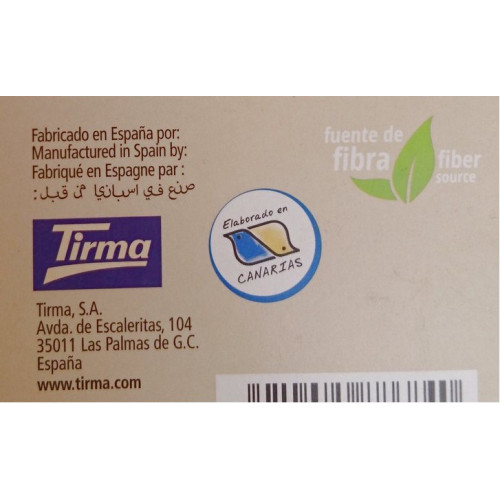 Fabricado en España por:
Manufactured in Spain by:
Fabriqué en Espagne par :
صنع في اسبانيا من قبل:
Tirma
Tirma, S.A.
Avda. de Escaleritas, 104
35011 Las Palmas de G.C.
España
www.tirma.com
Elaborado en
CANARIAS
fuente de
fibra
fiber
source